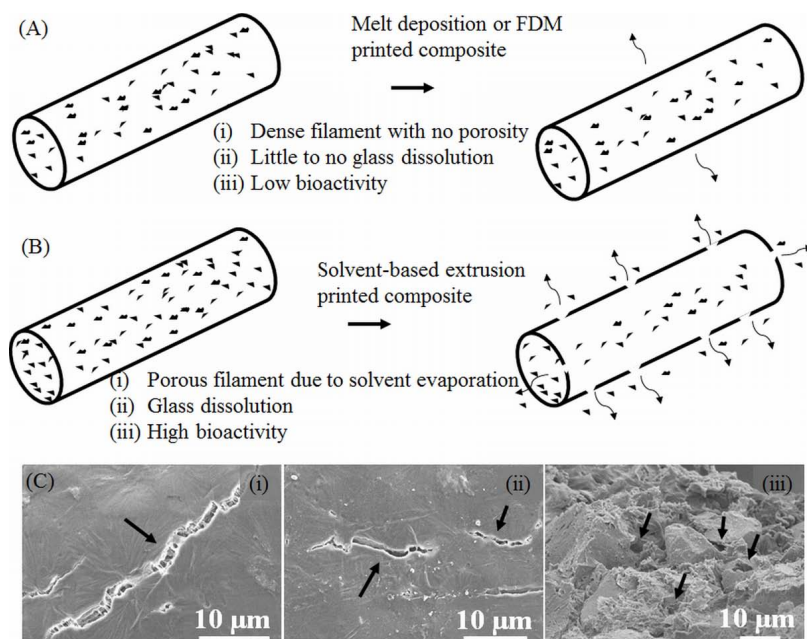 (A)
Melt deposition or FDM
printed composite
(i) Dense filament with no porosity
(ii) Little to no glass dissolution
(iii) Low bioactivity
(B)
Solvent-based extrusion
printed composite
(i) Porous filament due to solvent evaporation
(ii) Glass dissolution
(iii) High bioactivity
(C) (i) (ii) (iii)
10 µm 10 µm 10 µm